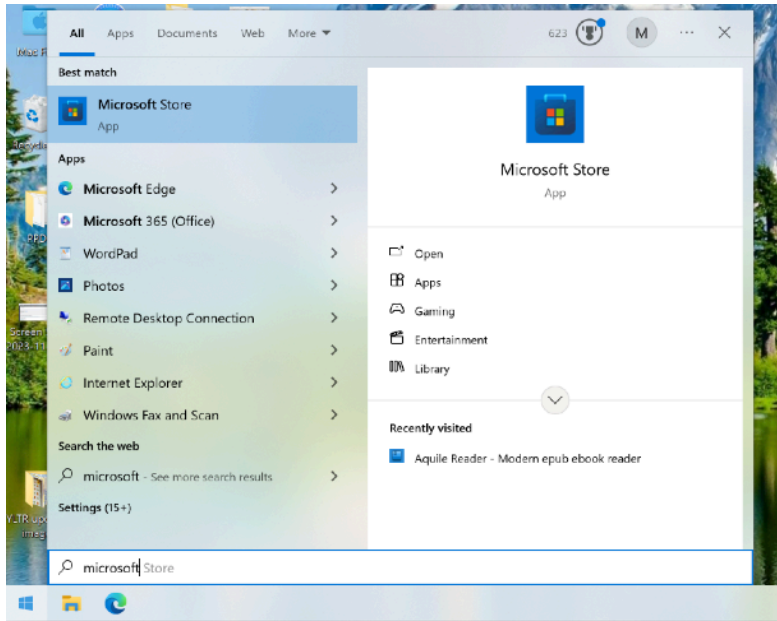 All Apps Documents Web More 623 M ...
Best match
Microsoft Store
App
Apps
Microsoft Edge
Microsoft 365 (Office)
WordPad
Photos
Remote Desktop Connection
Paint
Internet Explorer
Windows Fax and Scan
Search the web
microsoft - See more search results
Settings (15+)
Microsoft Store
App
Open
Apps
Gaming
Entertainment
Library
Recently visited
Aquile Reader - Modern epub ebook reader
microsoft Store